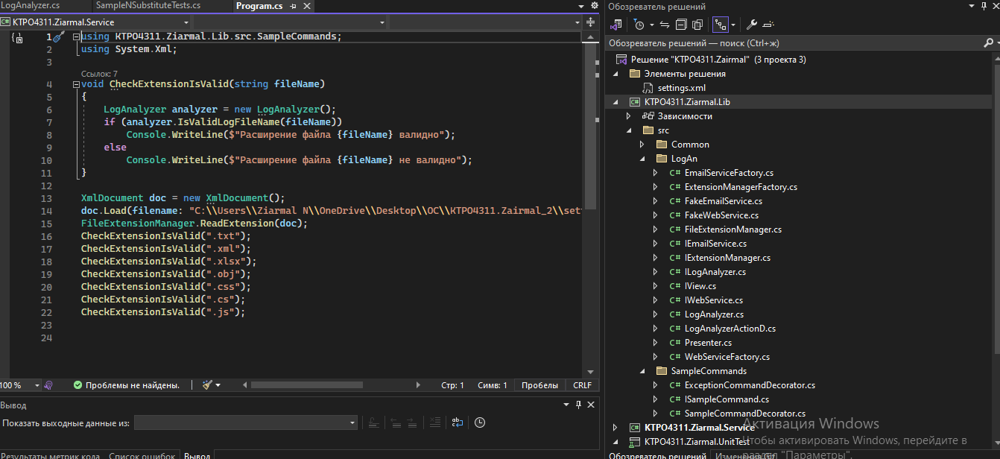 LogAnalyzer.cs SampleNSubstituteTests.cs Program.cs
KTPO4311.Ziarmal.Service
1 using KTPO4311.Ziarmal.Lib.src.SampleCommands;
2 using System.Xml;
3
Ссылок: 7
4 void CheckExtensionIsValid(string fileName)
5 {
6 LogAnalyzer analyzer = new LogAnalyzer();
7 if (analyzer.IsValidLogFileName(fileName))
8 Console.WriteLine($"Расширение файла {fileName} валидно");
9 else
10 Console.WriteLine($"Расширение файла {fileName} не валидно");
11 }
12
13 XmlDocument doc = new XmlDocument();
14 doc.Load(filename: "C:\\Users\\Ziarmal N\\OneDrive\\Desktop\\OC\\KTPO4311.Zairmal_2\\set
15 FileExtensionManager.ReadExtension(doc);
16 CheckExtensionIsValid(".txt");
17 CheckExtensionIsValid(".xml");
18 CheckExtensionIsValid(".xlsx");
19 CheckExtensionIsValid(".obj");
20 CheckExtensionIsValid(".css");
21 CheckExtensionIsValid(".cs");
22 CheckExtensionIsValid(".js");
23
24
100 % Проблемы не найдены. Стр: 1 Симв: 1 Пробелы CRLF
Вывод
Показать выходные данные из:
Результаты метрик кода Список ошибок Вывод
Обозреватель решений
Обозреватель решений — поиск (Ctrl+ж)
Решение "KTPO4311.Zairmal" (3 проекта 3)
Элементы решения
settings.xml
KTPO4311.Ziarmal.Lib
Зависимости
src
Common
LogAn
C# EmailServiceFactory.cs
C# ExtensionManagerFactory.cs
C# FakeEmailService.cs
C# FakeWebService.cs
C# FileExtensionManager.cs
C# IEmailService.cs
C# IExtensionManager.cs
C# ILogAnalyzer.cs
C# IView.cs
C# IWebService.cs
C# LogAnalyzer.cs
C# LogAnalyzerActionD.cs
C# Presenter.cs
C# WebServiceFactory.cs
SampleCommands
C# ExceptionCommandDecorator.cs
C# ISampleCommand.cs
C# SampleCommandDecorator.cs
KTPO4311.Ziarmal.Service
KTPO4311.Ziarmal.UnitTest
Обозреватель решений Изменения Git
Активация Windows
Чтобы активировать Windows, перейдите в
раздел "Параметры".